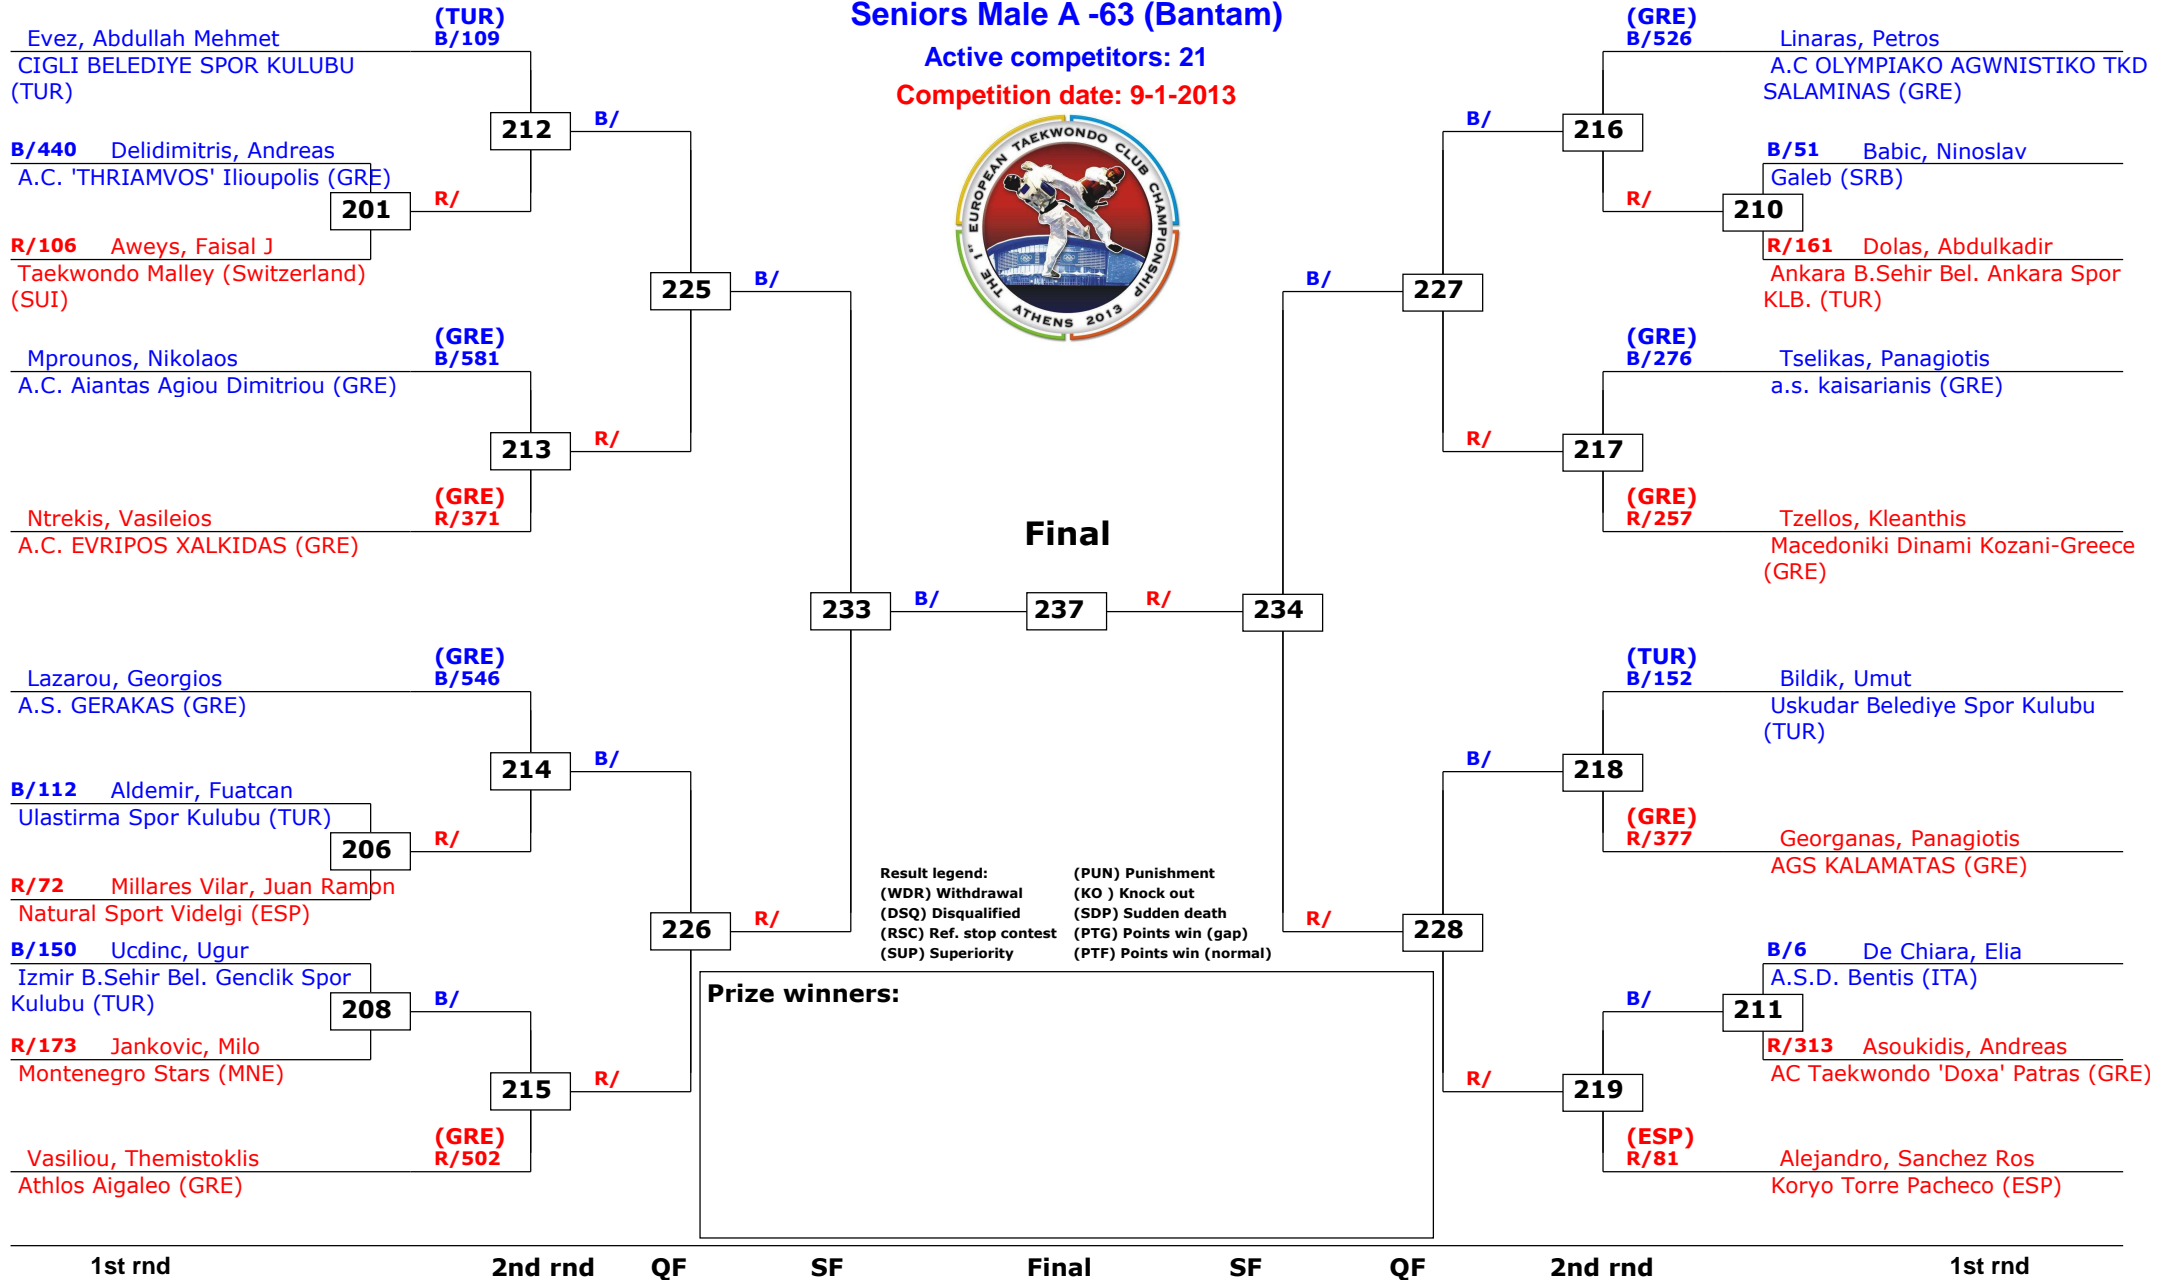 Seniors Male A -63 (Bantam)
Active competitors: 21
Competition date: 9-1-2013
THE 1st EUROPEAN TAEKWONDO CLUB CHAMPIONSHIP
ATHENS 2013
(TUR)
Evez, Abdullah Mehmet B/109
CIGLI BELEDIYE SPOR KULUBU
(TUR)
212
B/
B/440 Delidimitris, Andreas
A.C. 'THRIAMVOS' Ilioupolis (GRE)
201
R/
R/106 Aweys, Faisal J
Taekwondo Malley (Switzerland)
(SUI)
225
B/
(GRE)
Mprounos, Nikolaos B/581
A.C. Aiantas Agiou Dimitriou (GRE)
213
R/
(GRE)
Ntrekis, Vasileios R/371
A.C. EVRIPOS XALKIDAS (GRE)
Final
233
B/
237
R/
234
(GRE)
Lazarou, Georgios B/546
A.S. GERAKAS (GRE)
214
B/
B/112 Aldemir, Fuatcan
Ulastirma Spor Kulubu (TUR)
206
R/
R/72 Millares Vilar, Juan Ramon
Natural Sport Videlgi (ESP)
226
R/
B/150 Ucdinc, Ugur
Izmir B.Sehir Bel. Genclik Spor
Kulubu (TUR)
208
B/
R/173 Jankovic, Milo
Montenegro Stars (MNE)
215
R/
(GRE)
Vasiliou, Themistoklis R/502
Athlos Aigaleo (GRE)
(GRE)
B/526 Linaras, Petros
A.C OLYMPIAKO AGWNISTIKO TKD
SALAMINAS (GRE)
B/
216
B/51 Babic, Ninoslav
Galeb (SRB)
R/
210
R/161 Dolas, Abdulkadir
Ankara B.Sehir Bel. Ankara Spor
KLB. (TUR)
B/
227
(GRE)
B/276 Tselikas, Panagiotis
a.s. kaisarianis (GRE)
R/
217
(GRE)
R/257 Tzellos, Kleanthis
Macedoniki Dinami Kozani-Greece
(GRE)
(TUR)
B/152 Bildik, Umut
Uskudar Belediye Spor Kulubu
(TUR)
B/
218
(GRE)
R/377 Georganas, Panagiotis
AGS KALAMATAS (GRE)
R/
228
B/6 De Chiara, Elia
A.S.D. Bentis (ITA)
B/
211
R/313 Asoukidis, Andreas
AC Taekwondo 'Doxa' Patras (GRE)
R/
219
(ESP)
R/81 Alejandro, Sanchez Ros
Koryo Torre Pacheco (ESP)
Result legend: (PUN) Punishment
(WDR) Withdrawal (KO ) Knock out
(DSQ) Disqualified (SDP) Sudden death
(RSC) Ref. stop contest (PTG) Points win (gap)
(SUP) Superiority (PTF) Points win (normal)
Prize winners:
1st rnd 2nd rnd QF SF Final SF QF 2nd rnd 1st rnd